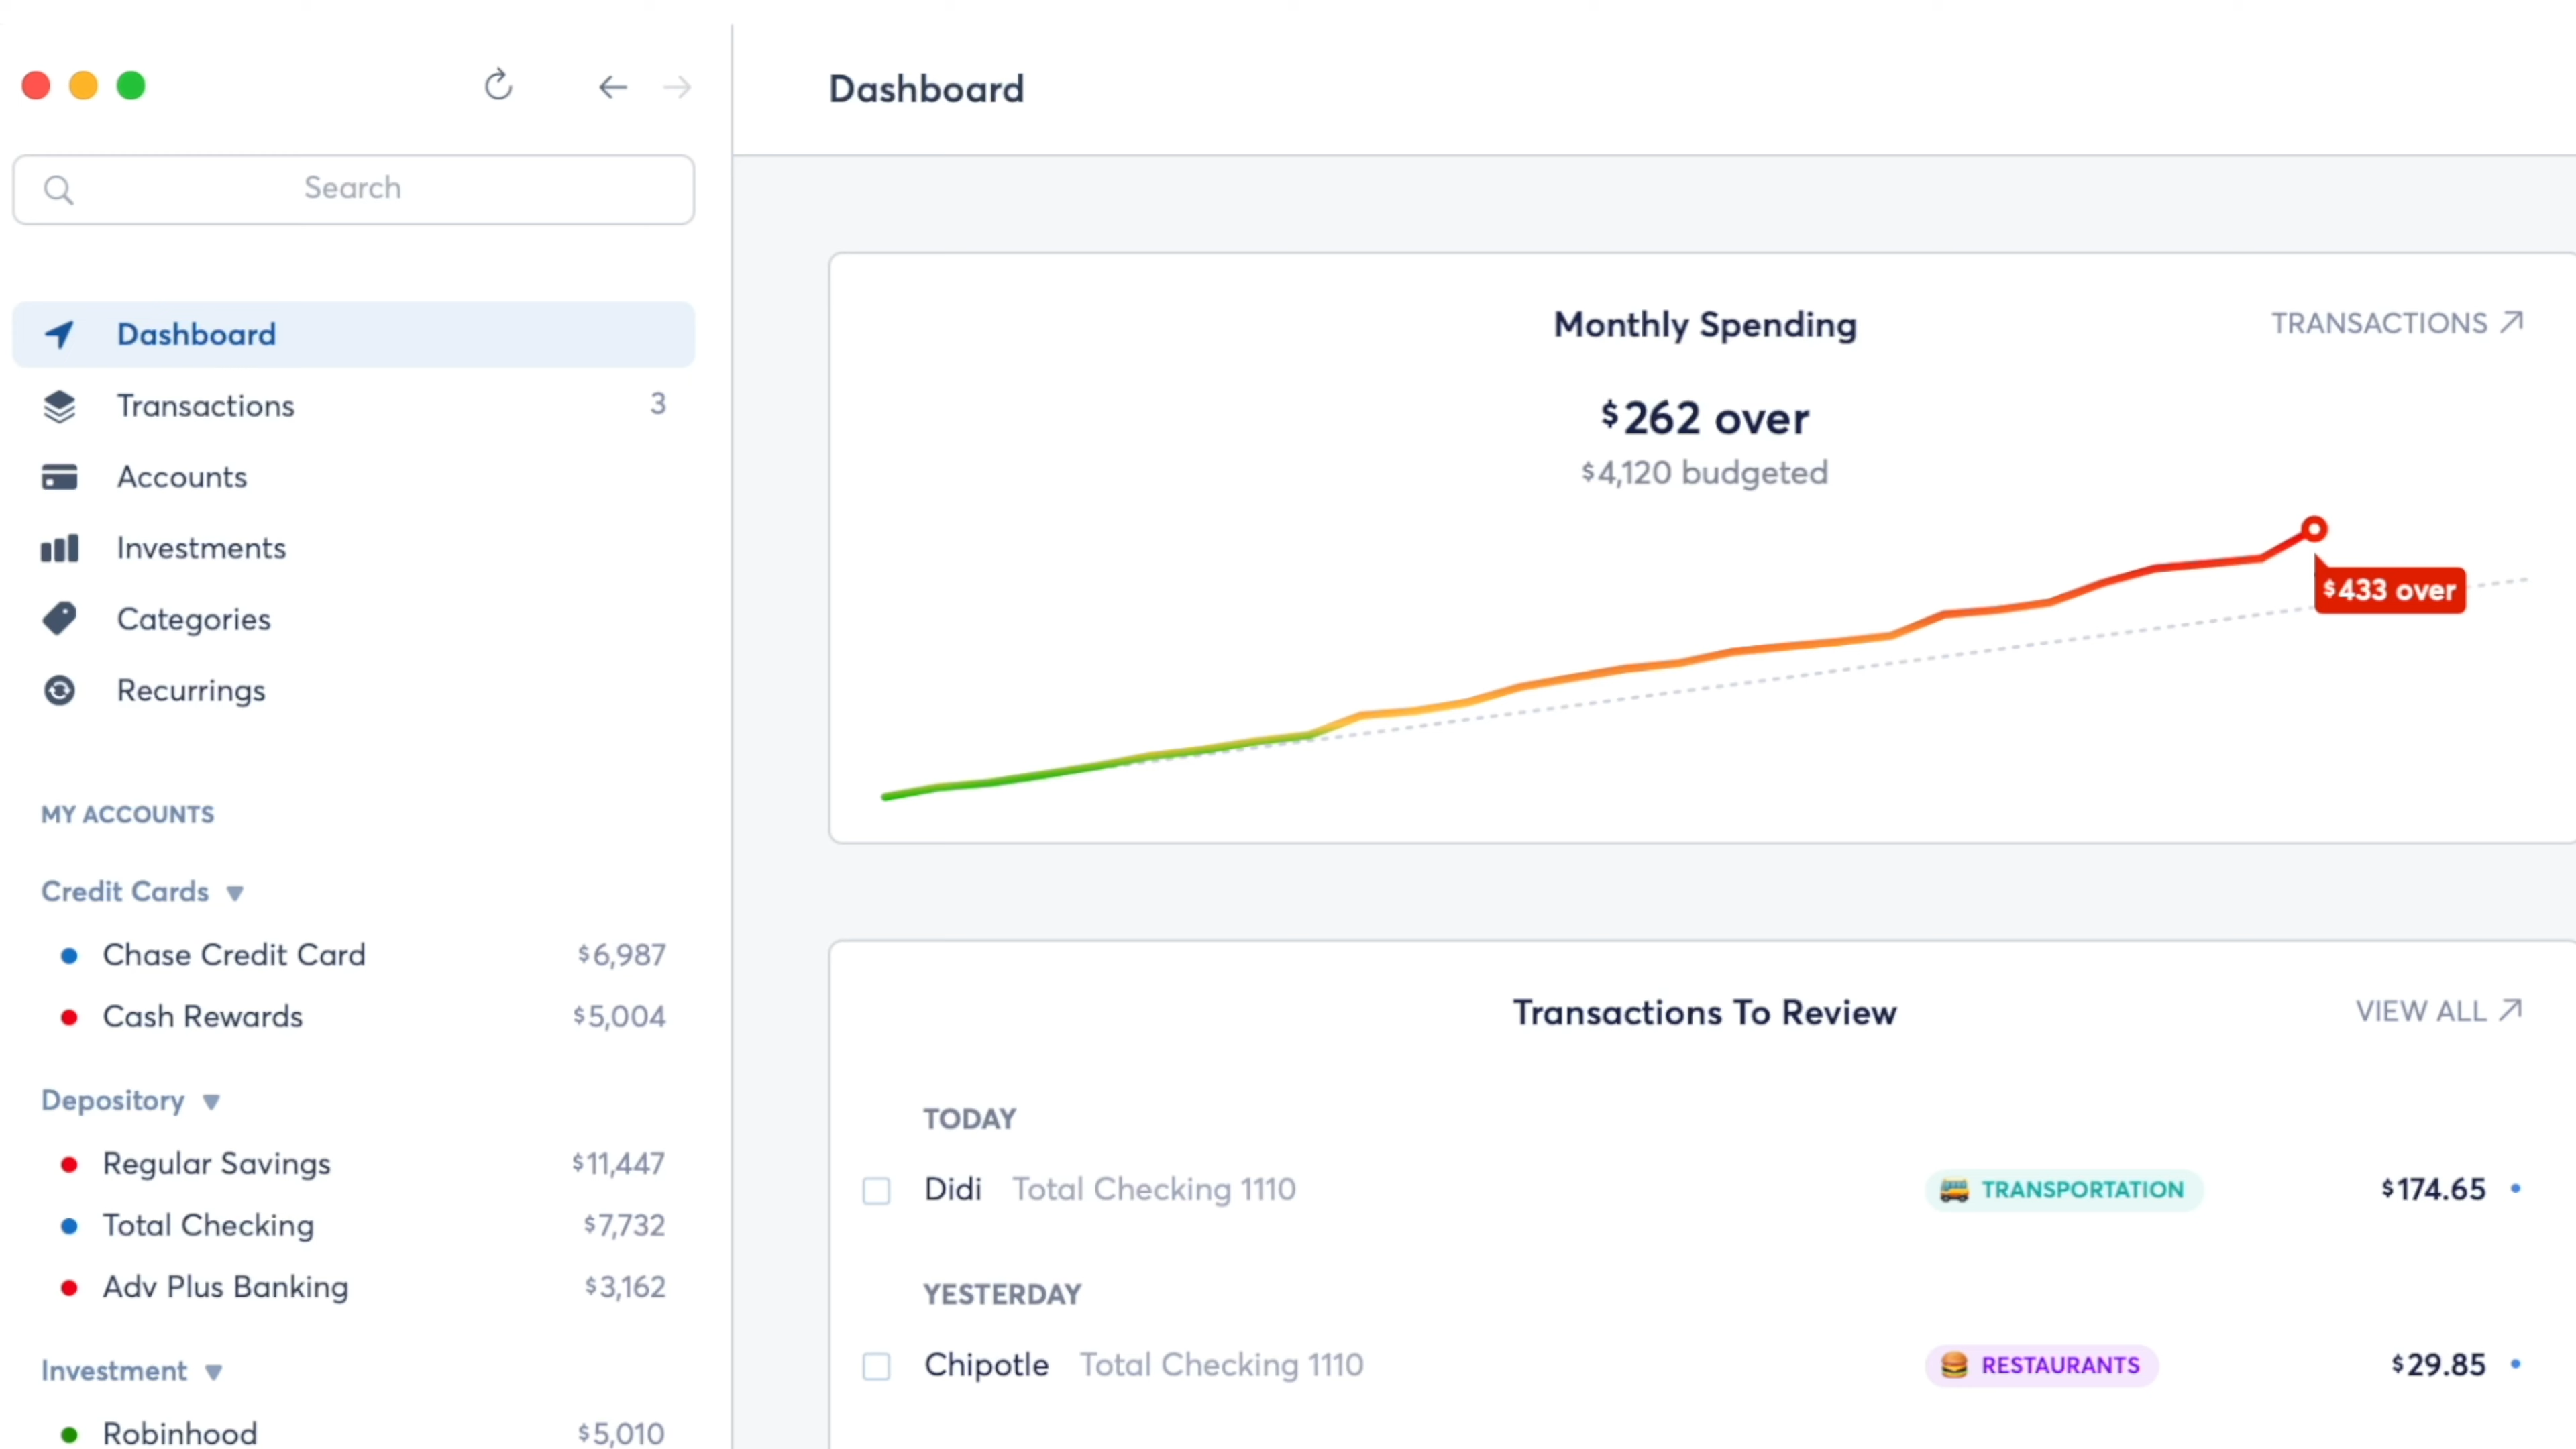 Dashboard
Search
Dashboard
Transactions 3
Accounts
Investments
Categories
Recurrings
MY ACCOUNTS
Credit Cards
Chase Credit Card $6,987
Cash Rewards $5,004
Depository
Regular Savings $11,447
Total Checking $7,732
Adv Plus Banking $3,162
Investment
Robinhood $5,010
Monthly Spending TRANSACTIONS
$262 over
$4,120 budgeted
$433 over
Transactions To Review VIEW ALL
TODAY
Didi Total Checking 1110 TRANSPORTATION $174.65
YESTERDAY
Chipotle Total Checking 1110 RESTAURANTS $29.85